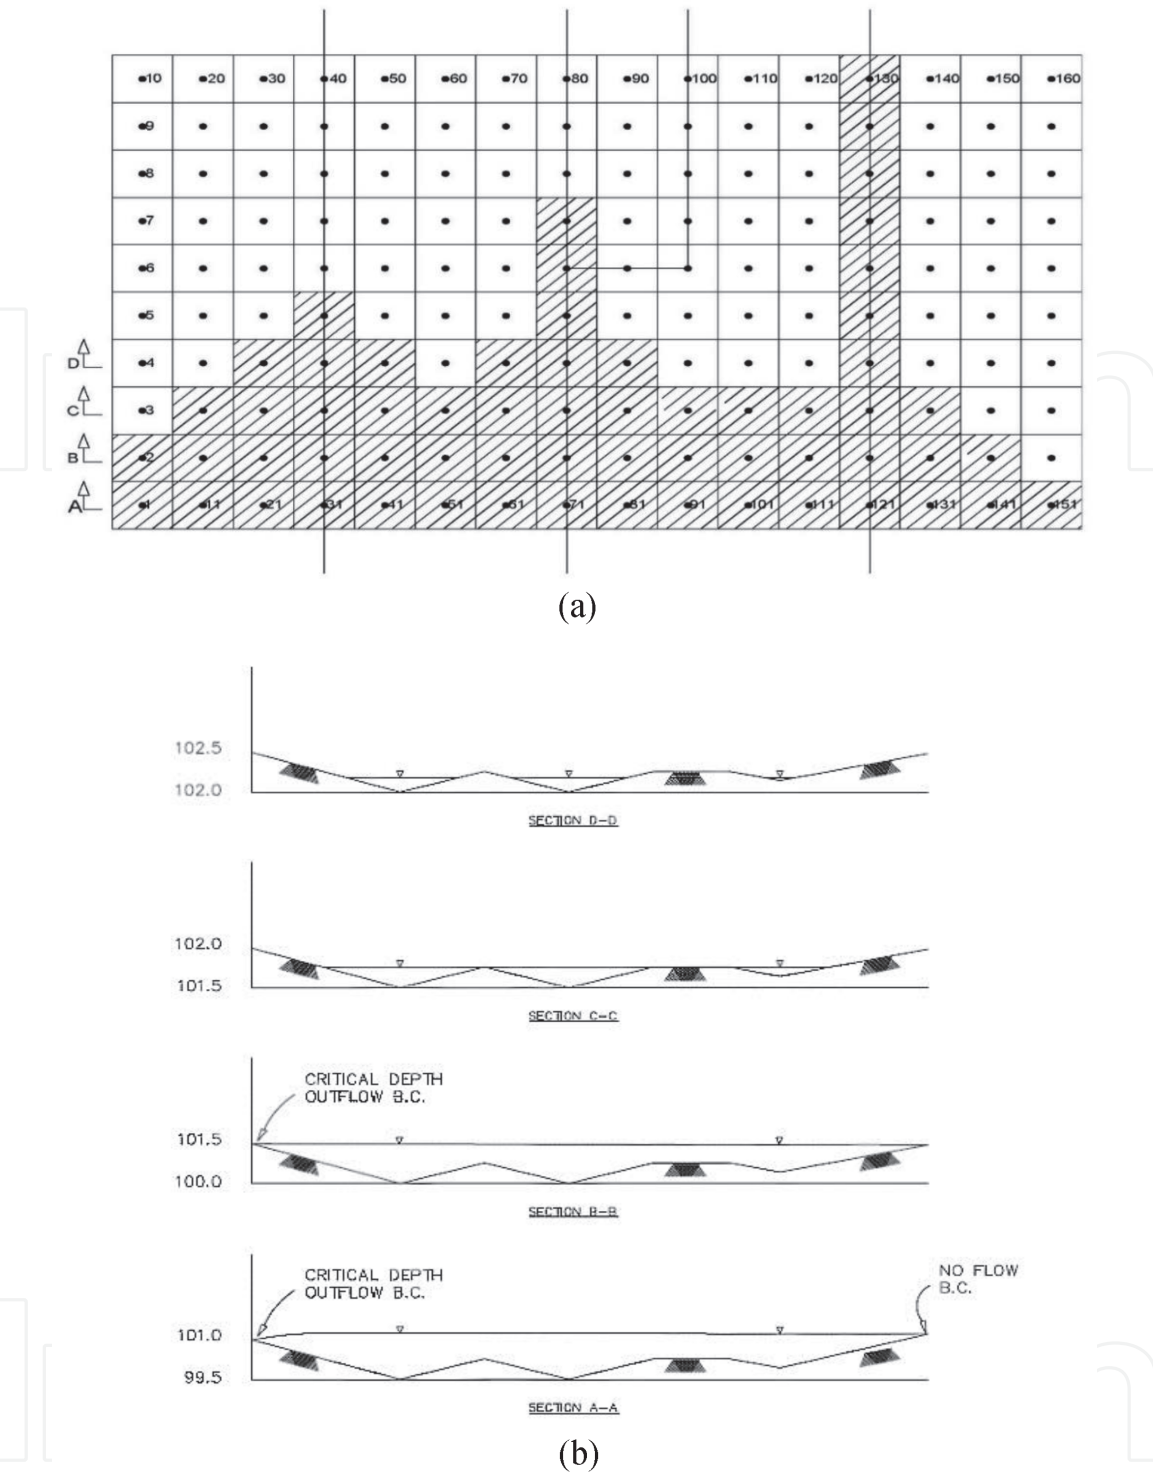 10 20 30 40 50 60 70 80 90 100 110 120 130 140 150 160
9
8
7
6
5
D 4
C 3
B 2
A 1 11 21 31 41 51 61 71 81 91 101 111 121 131 141 151
(a)
102.5
102.0
SECTION D-D
102.0
101.5
SECTION C-C
CRITICAL DEPTH
OUTFLOW B.C.
101.5
100.0
SECTION B-B
CRITICAL DEPTH
OUTFLOW B.C.
NO FLOW
B.C.
101.0
99.5
SECTION A-A
(b)